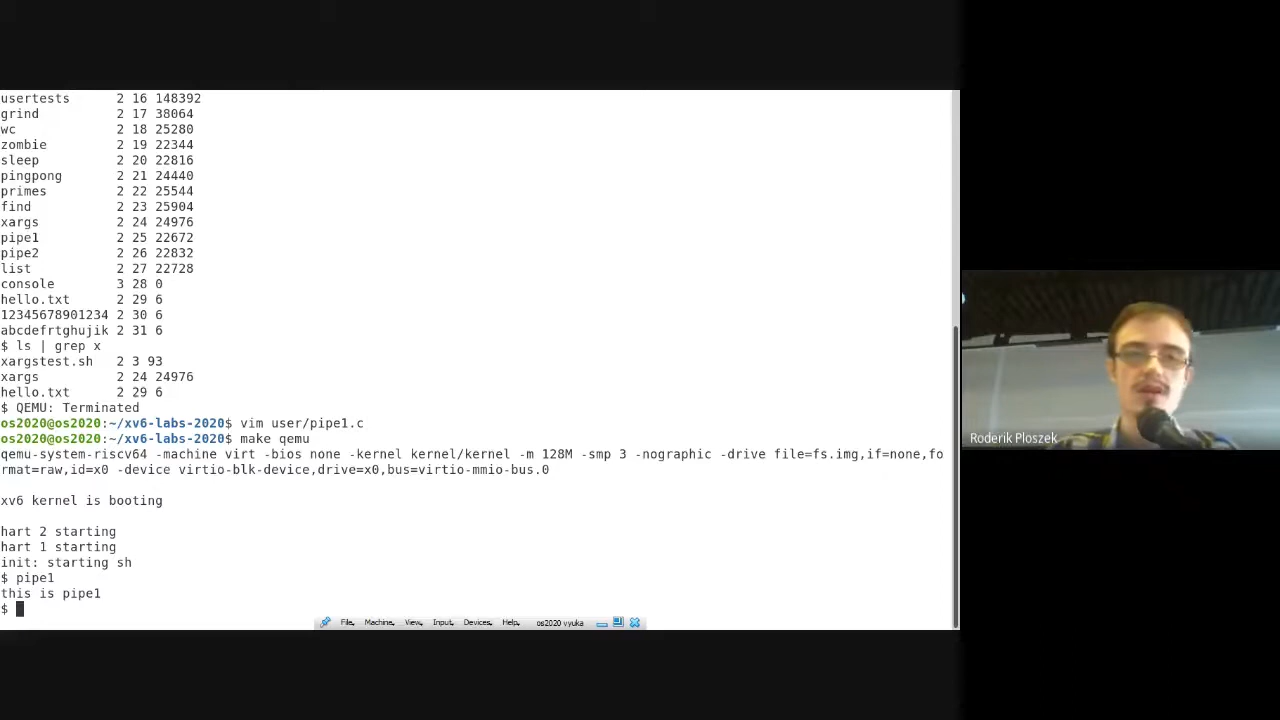 usertests      2 16 148392
grind          2 17 38064
wc             2 18 25280
zombie         2 19 22344
sleep          2 20 22816
pingpong       2 21 24440
primes         2 22 25544
find           2 23 25904
xargs          2 24 24976
pipe1          2 25 22672
pipe2          2 26 22832
list           2 27 22728
console        3 28 0
hello.txt      2 29 6
12345678901234 2 30 6
abcdefrtghujik 2 31 6
$ ls | grep x
xargstest.sh   2 3 93
xargs          2 24 24976
hello.txt      2 29 6
$ QEMU: Terminated
os2020@os2020:~/xv6-labs-2020$ vim user/pipe1.c
os2020@os2020:~/xv6-labs-2020$ make qemu
qemu-system-riscv64 -machine virt -bios none -kernel kernel/kernel -m 128M -smp 3 -nographic -drive file=fs.img,if=none,fo
rmat=raw,id=x0 -device virtio-blk-device,drive=x0,bus=virtio-mmio-bus.0
xv6 kernel is booting
hart 2 starting
hart 1 starting
init: starting sh
$ pipe1
this is pipe1
$
File Machine View Input Devices Help os2020 vyuka
Roderik Ploszek